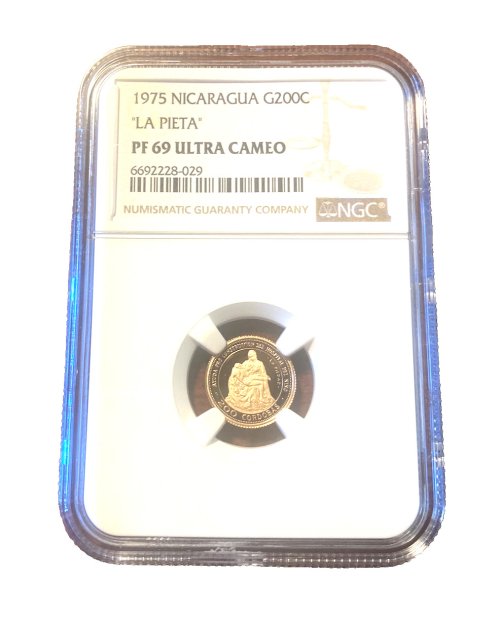 1975 NICARAGUA G200C
"LA PIETA"
PF 69 ULTRA CAMEO
6692228-029
NUMISMATIC GUARANTY COMPANY NGC®
200 CORDOBAS